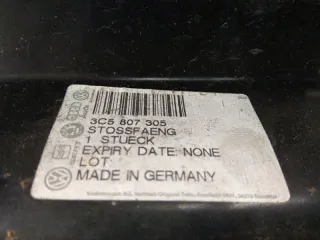 3C5 807 305
STOSSFAENG
1 STUECK
EXPIRY DATE: NONE
LOT:
MADE IN GERMANY